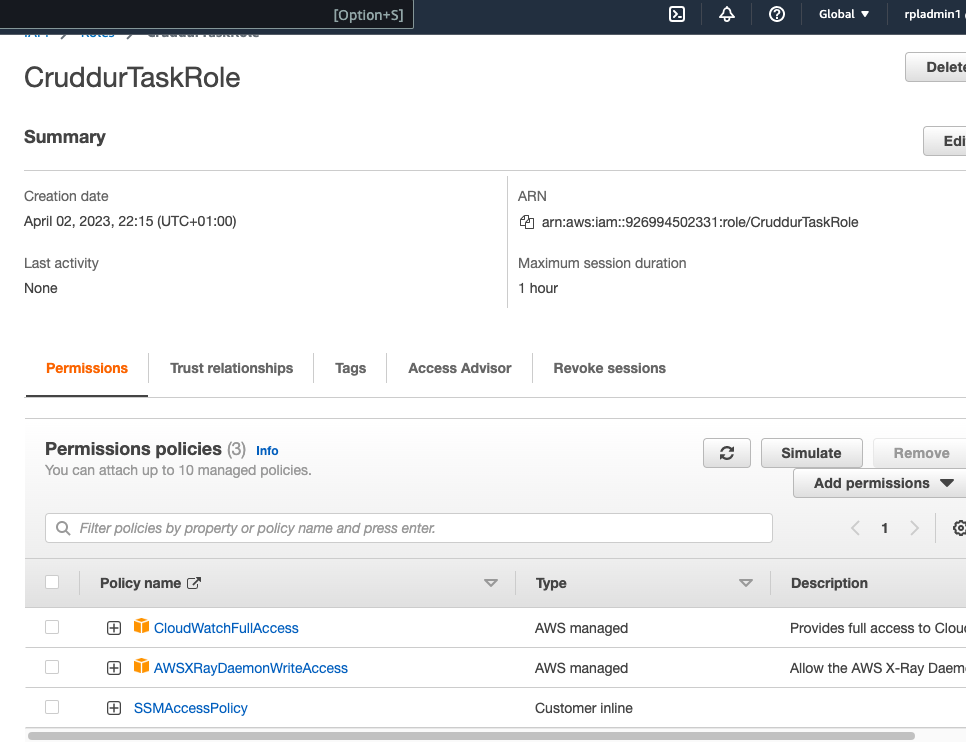 [Option+S]
Global
rpladmin1
IAM > Roles > CruddurTaskRole
CruddurTaskRole
Delete
Summary
Edi
Creation date
ARN
April 02, 2023, 22:15 (UTC+01:00)
arn:aws:iam::926994502331:role/CruddurTaskRole
Last activity
Maximum session duration
None
1 hour
Permissions
Trust relationships
Tags
Access Advisor
Revoke sessions
Permissions policies (3) Info
You can attach up to 10 managed policies.
Simulate
Remove
Add permissions
Filter policies by property or policy name and press enter.
1
Policy name
Type
Description
CloudWatchFullAccess
AWS managed
Provides full access to Clou
AWSXRayDaemonWriteAccess
AWS managed
Allow the AWS X-Ray Daem
SSMAccessPolicy
Customer inline